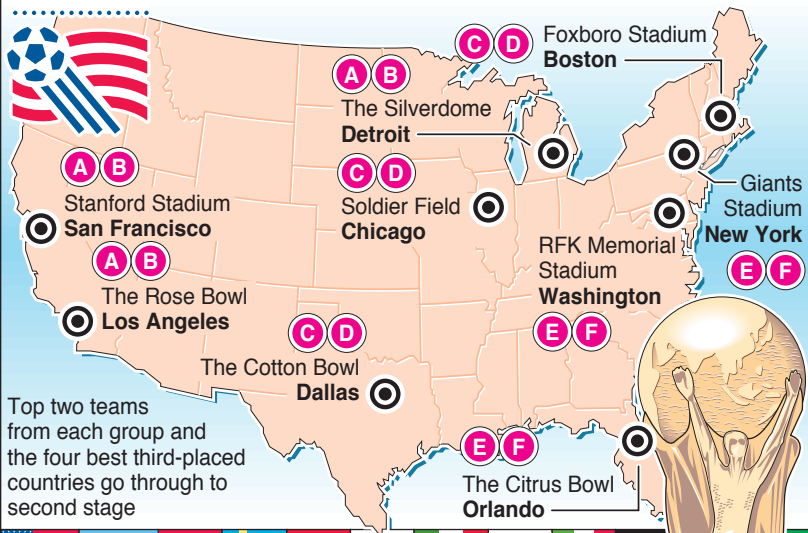 C D
Foxboro Stadium
Boston
A B
The Silverdome
Detroit
A B
Stanford Stadium
San Francisco
C D
Soldier Field
Chicago
Giants
Stadium
New York
E F
A B
The Rose Bowl
Los Angeles
RFK Memorial
Stadium
Washington
E F
C D
The Cotton Bowl
Dallas
Top two teams
from each group and
the four best third-placed
countries go through to
second stage
E F
The Citrus Bowl
Orlando